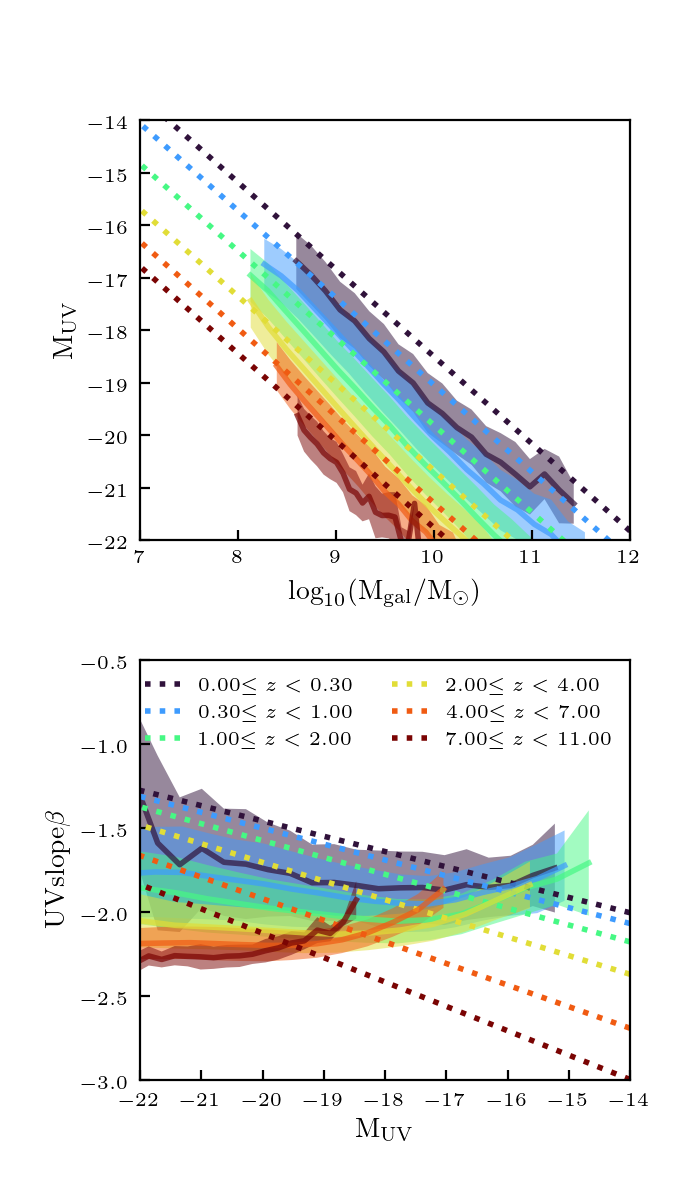 −14
−15
−16
−17
−18
−19
−20
−21
−22
M_UV
7 8 9 10 11 12
log₁₀(M_gal/M_⊙)
−0.5
−1.0
−1.5
−2.0
−2.5
−3.0
UVslopeβ
0.00≤ z < 0.30 2.00≤ z < 4.00
0.30≤ z < 1.00 4.00≤ z < 7.00
1.00≤ z < 2.00 7.00≤ z < 11.00
−22 −21 −20 −19 −18 −17 −16 −15 −14
M_UV